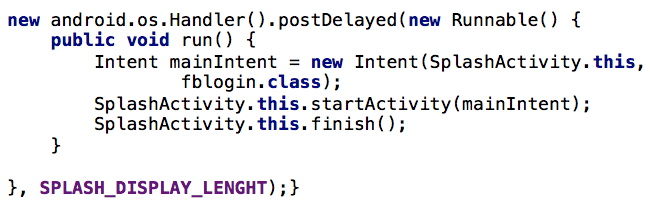 new android.os.Handler().postDelayed(new Runnable() {
    public void run() {
        Intent mainIntent = new Intent(SplashActivity.this,
                fblogin.class);
        SplashActivity.this.startActivity(mainIntent);
        SplashActivity.this.finish();
    }
}, SPLASH_DISPLAY_LENGHT);}